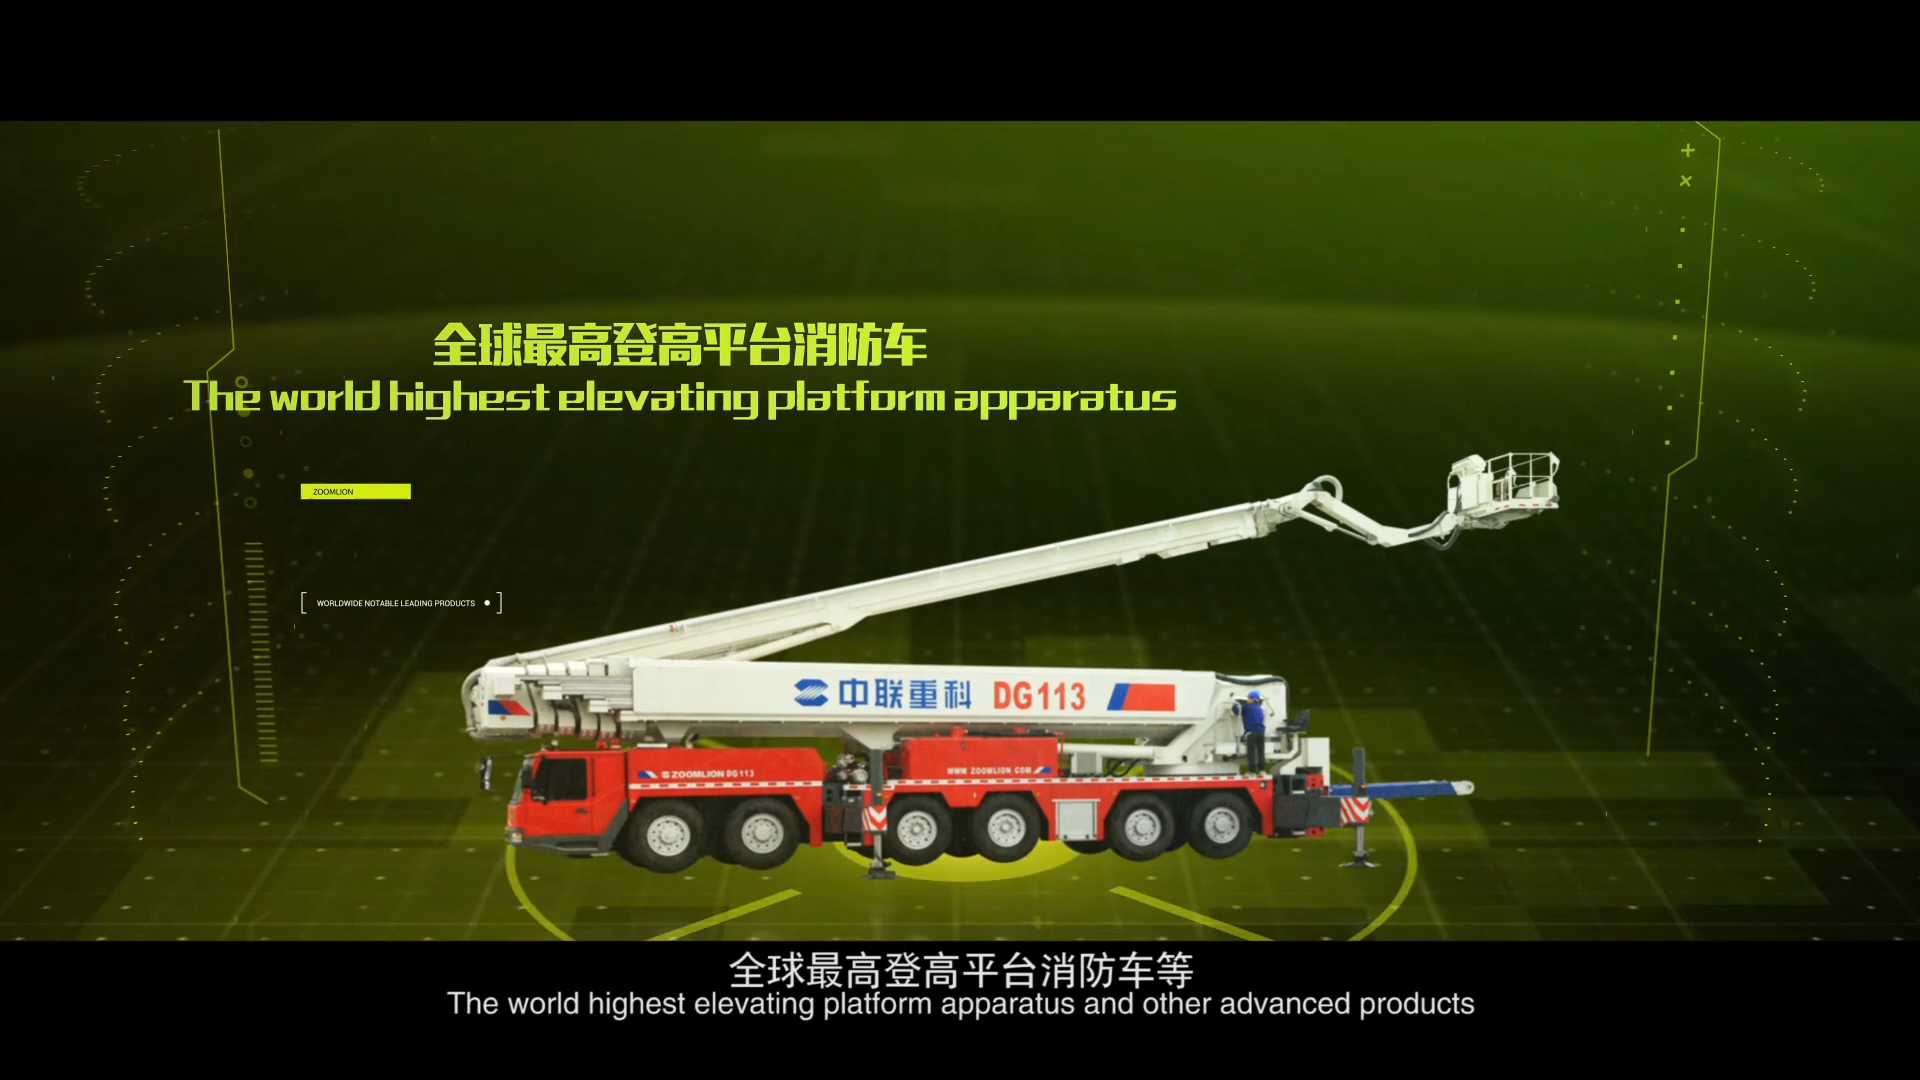 全球最高登高平台消防车
The world highest elevating platform apparatus
ZOOMLION
WORLDWIDE NOTABLE LEADING PRODUCTS
中联重科 DG113
ZOOMLION DG113
WWW.ZOOMLION.COM
全球最高登高平台消防车等
The world highest elevating platform apparatus and other advanced products